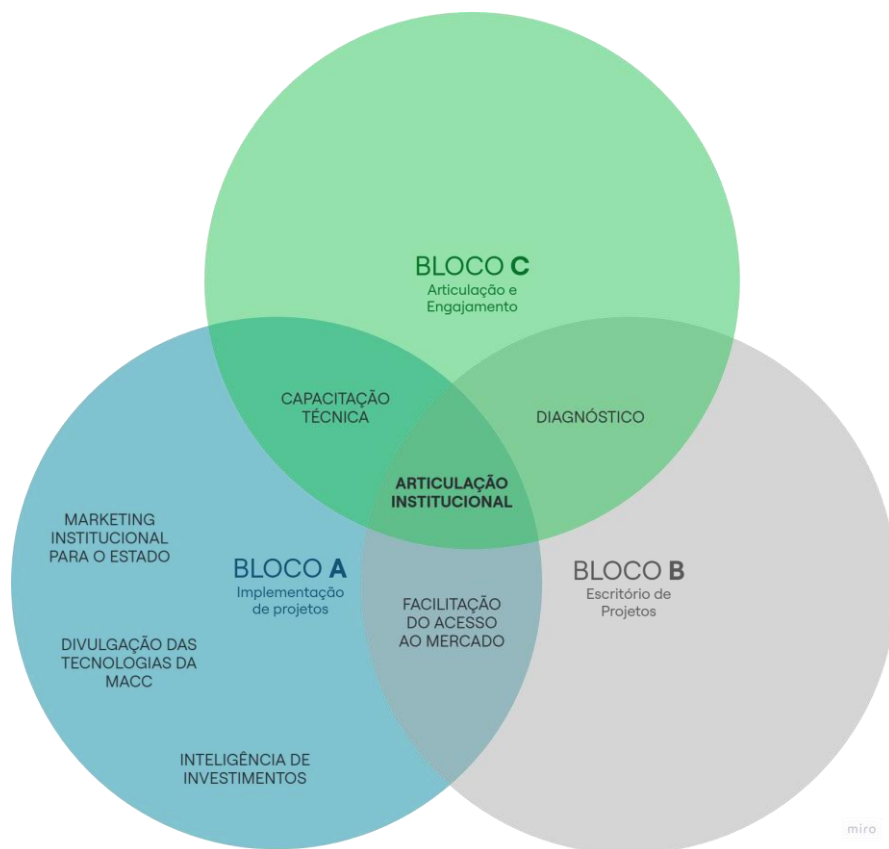 BLOCO C
Articulação e
Engajamento
CAPACITAÇÃO
TÉCNICA
DIAGNÓSTICO
ARTICULAÇÃO
INSTITUCIONAL
MARKETING
INSTITUCIONAL
PARA O ESTADO
BLOCO A
Implementação
de projetos
BLOCO B
Escritório de
Projetos
FACILITAÇÃO
DO ACESSO
AO MERCADO
DIVULGAÇÃO DAS
TECNOLOGIAS DA
MACC
INTELIGÊNCIA DE
INVESTIMENTOS
miro